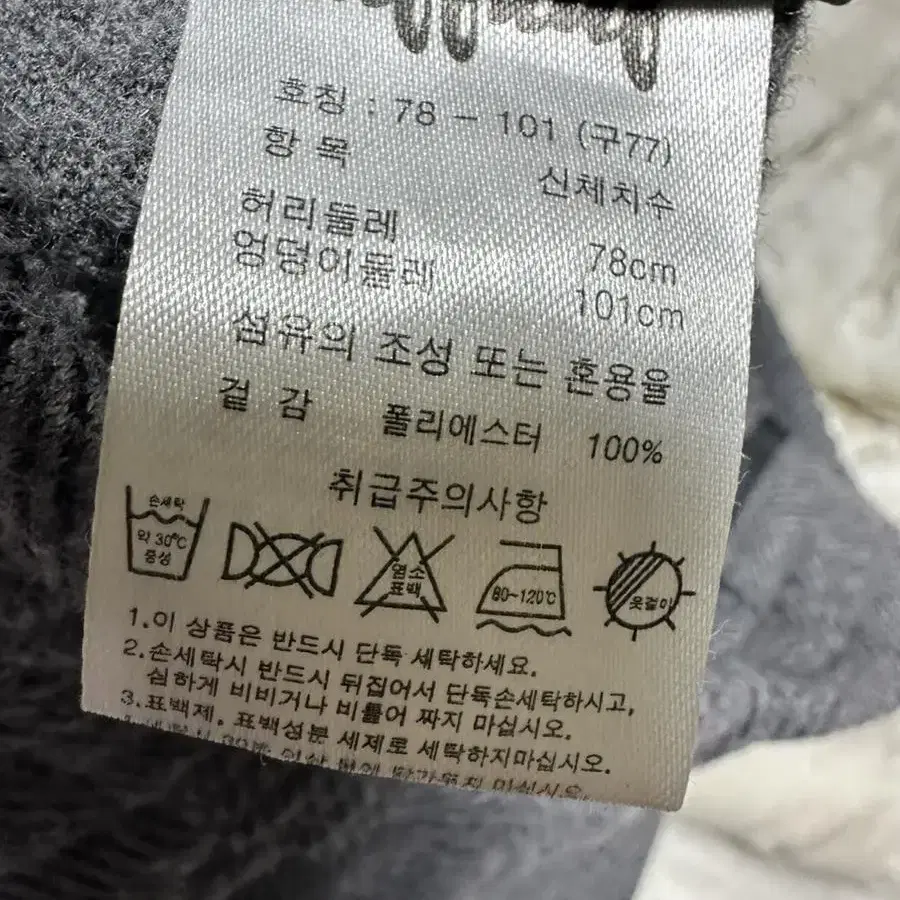 호칭 : 78 - 101 (구77)
항 목 신체치수
허리둘레 78cm
엉덩이둘레 101cm
섬유의 조성 또는 혼용율
겉 감 폴리에스터 100%
취급주의사항
손세탁
약 30℃
중성
염소
표백
80~120℃
옷걸이
1.이 상품은 반드시 단독 세탁하세요.
2.손세탁시 반드시 뒤집어서 단독손세탁하시고,
심하게 비비거나 비틀어 짜지 마십시오.
3.표백제. 표백성분 세제로 세탁하지마십시오.